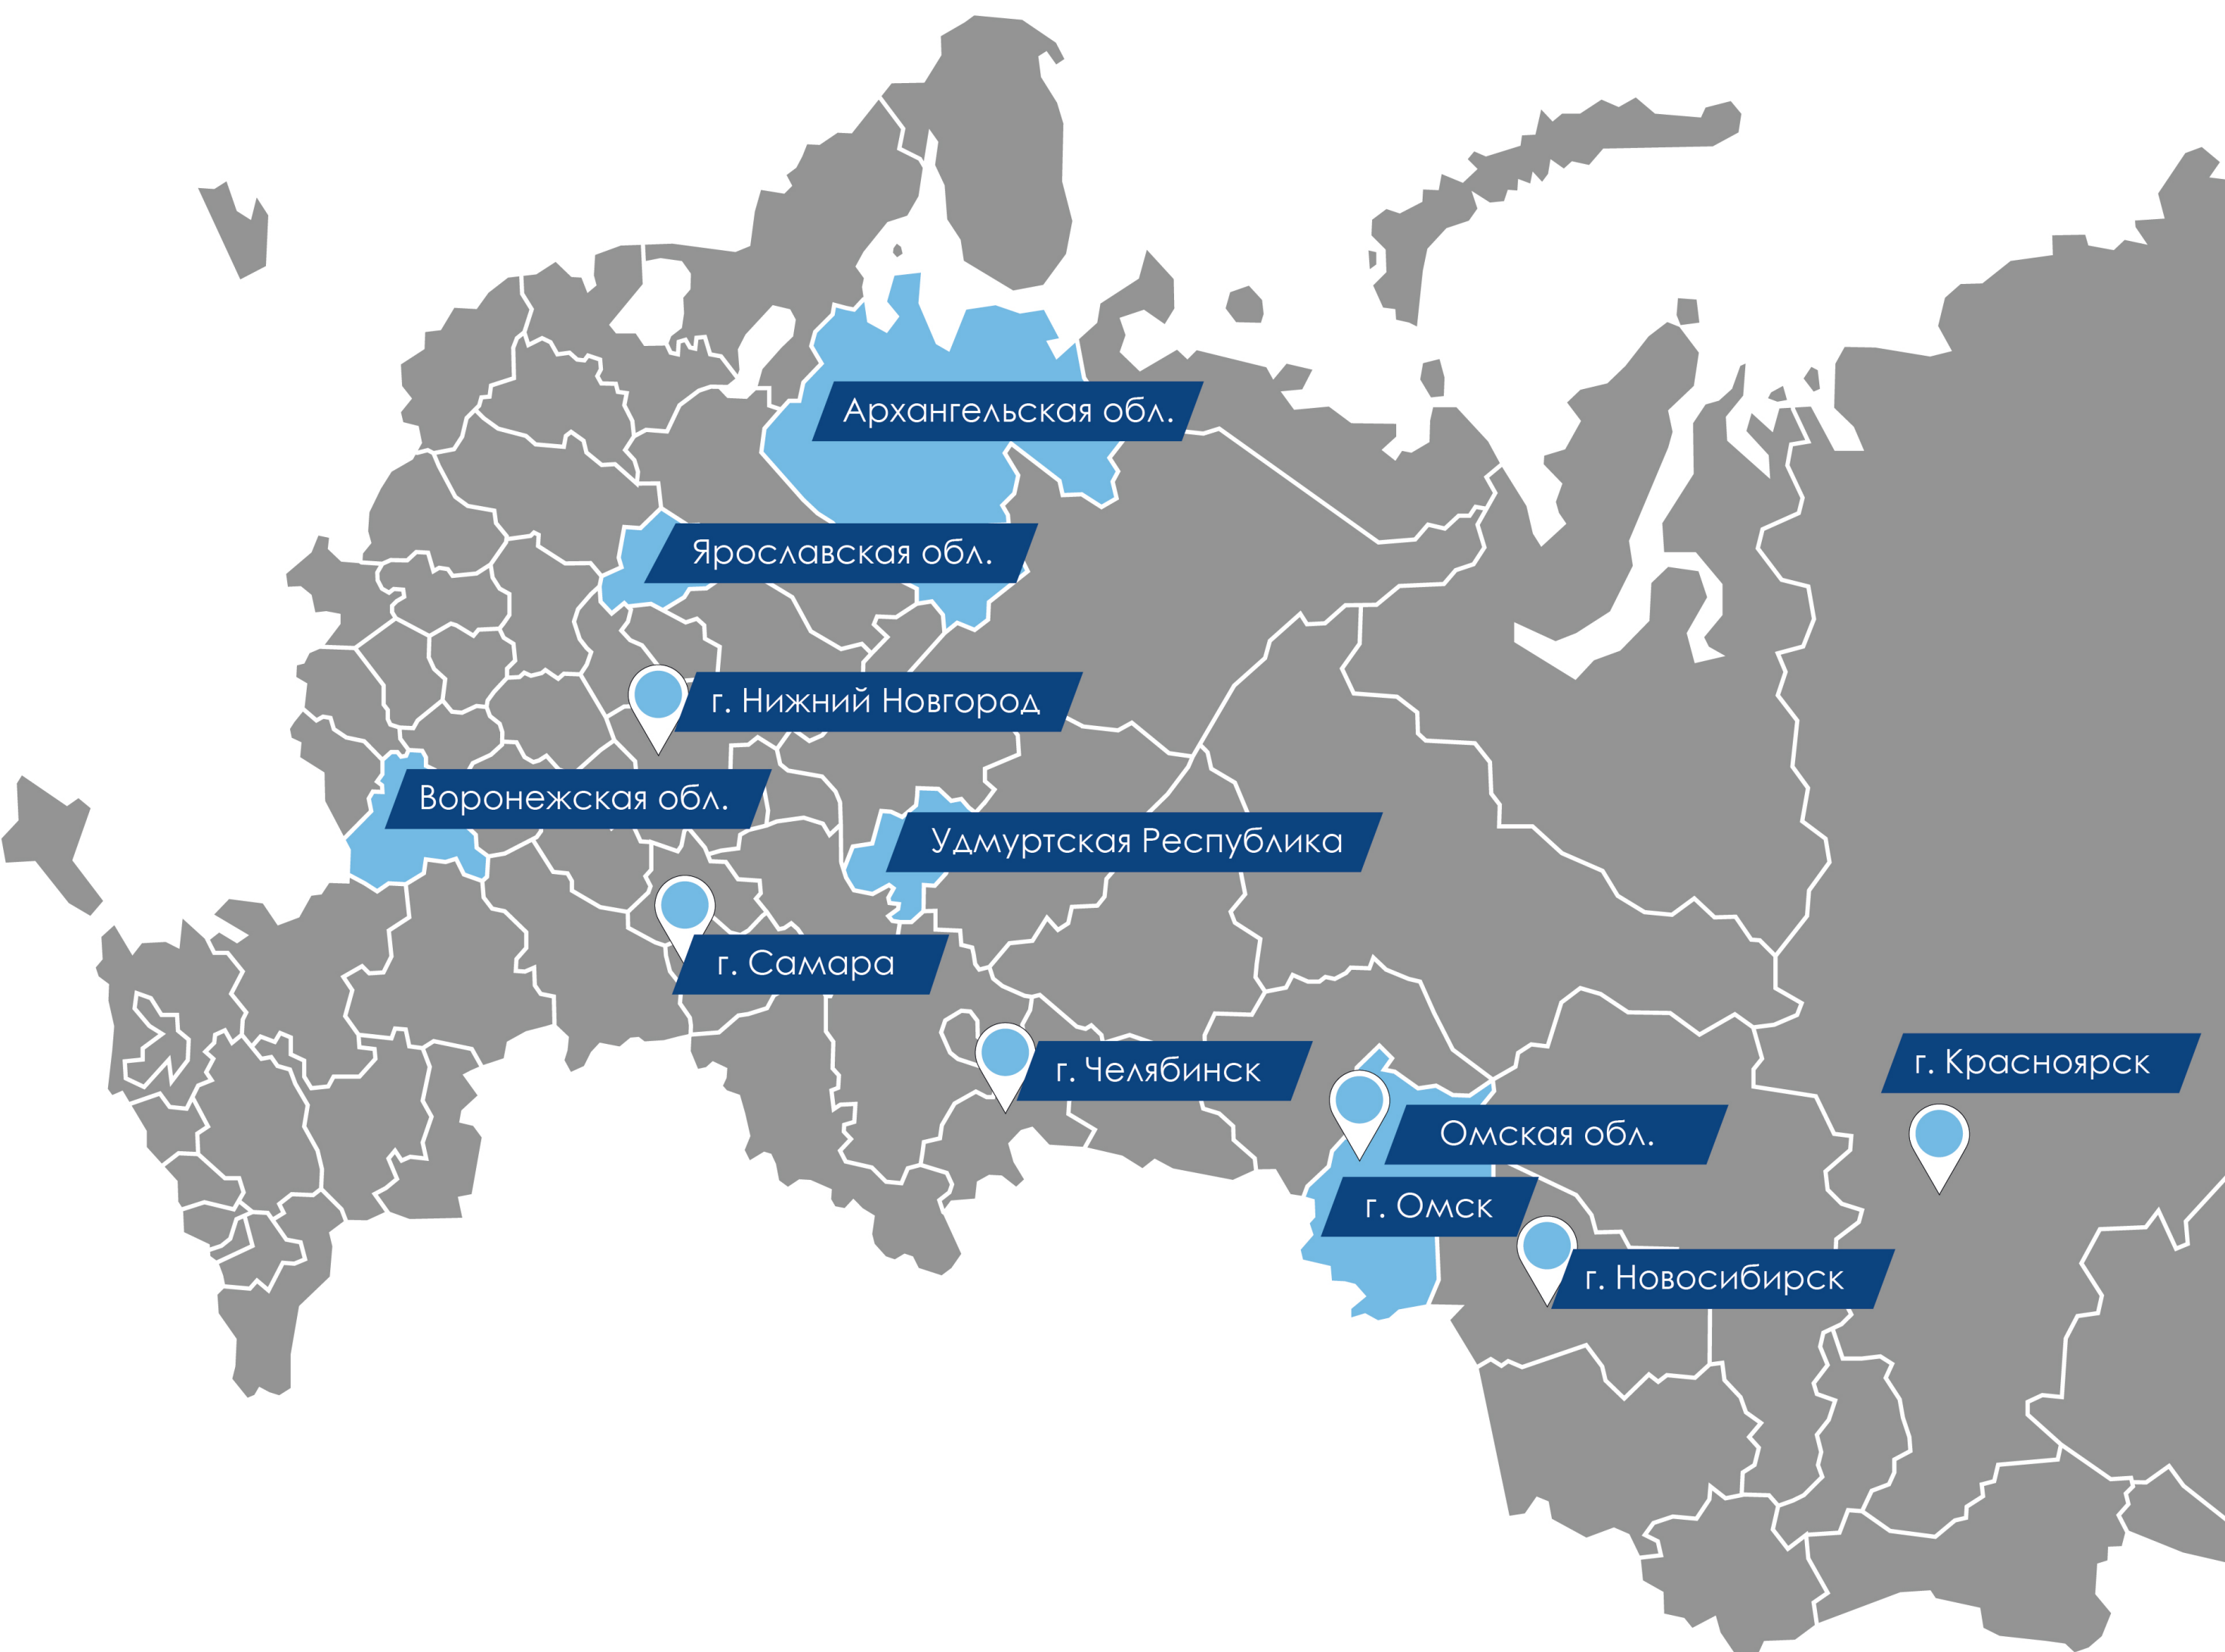 Архангельская обл.
Ярославская обл.
г. Нижний Новгород
Воронежская обл.
Удмуртская Республика
г. Самара
г. Челябинск
г. Красноярск
Омская обл.
г. Омск
г. Новосибирск